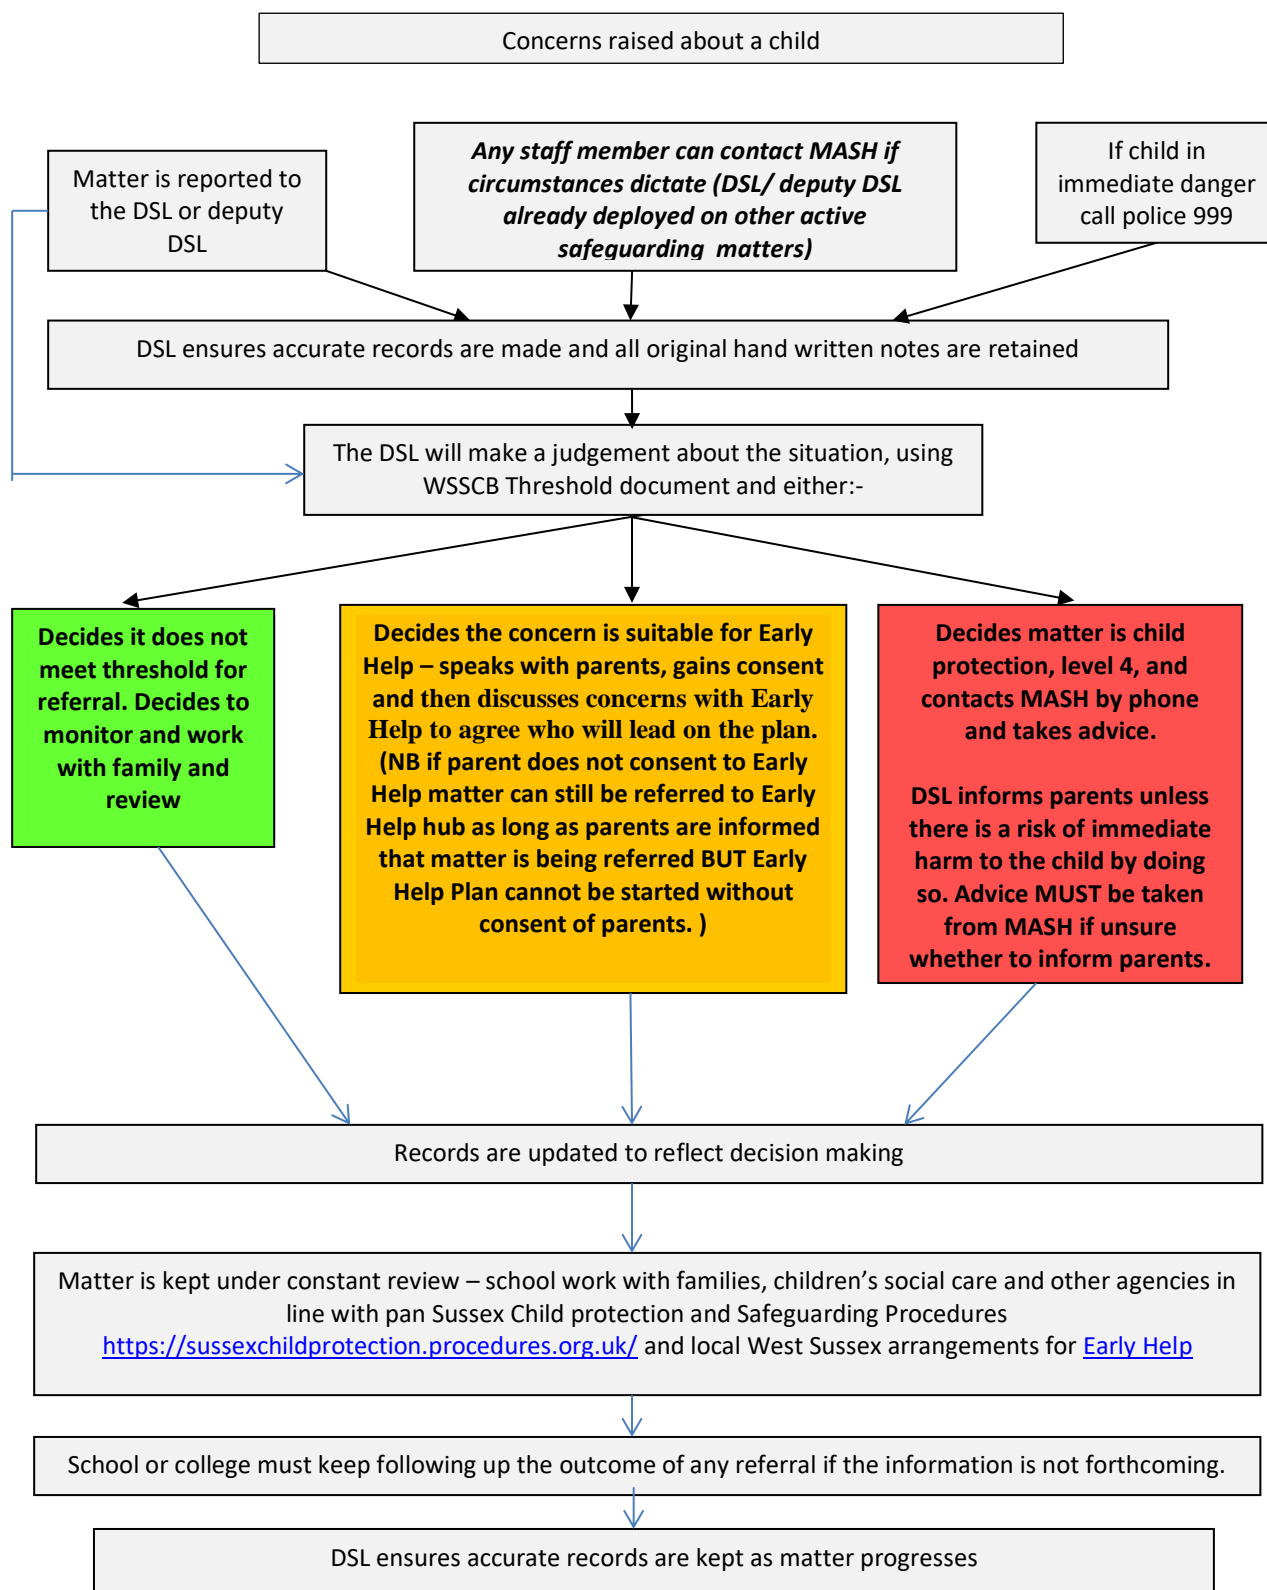 Concerns raised about a child
Matter is reported to
the DSL or deputy
DSL
Any staff member can contact MASH if
circumstances dictate (DSL/ deputy DSL
already deployed on other active
safeguarding matters)
If child in
immediate danger
call police 999
DSL ensures accurate records are made and all original hand written notes are retained
The DSL will make a judgement about the situation, using
WSSCB Threshold document and either:-
Decides it does not
meet threshold for
referral. Decides to
monitor and work
with family and
review
Decides the concern is suitable for Early
Help – speaks with parents, gains consent
and then discusses concerns with Early
Help to agree who will lead on the plan.
(NB if parent does not consent to Early
Help matter can still be referred to Early
Help hub as long as parents are informed
that matter is being referred BUT Early
Help Plan cannot be started without
consent of parents. )
Decides matter is child
protection, level 4, and
contacts MASH by phone
and takes advice.
DSL informs parents unless
there is a risk of immediate
harm to the child by doing
so. Advice MUST be taken
from MASH if unsure
whether to inform parents.
Records are updated to reflect decision making
Matter is kept under constant review – school work with families, children’s social care and other agencies in
line with pan Sussex Child protection and Safeguarding Procedures
https://sussexchildprotection.procedures.org.uk/ and local West Sussex arrangements for Early Help
School or college must keep following up the outcome of any referral if the information is not forthcoming.
DSL ensures accurate records are kept as matter progresses